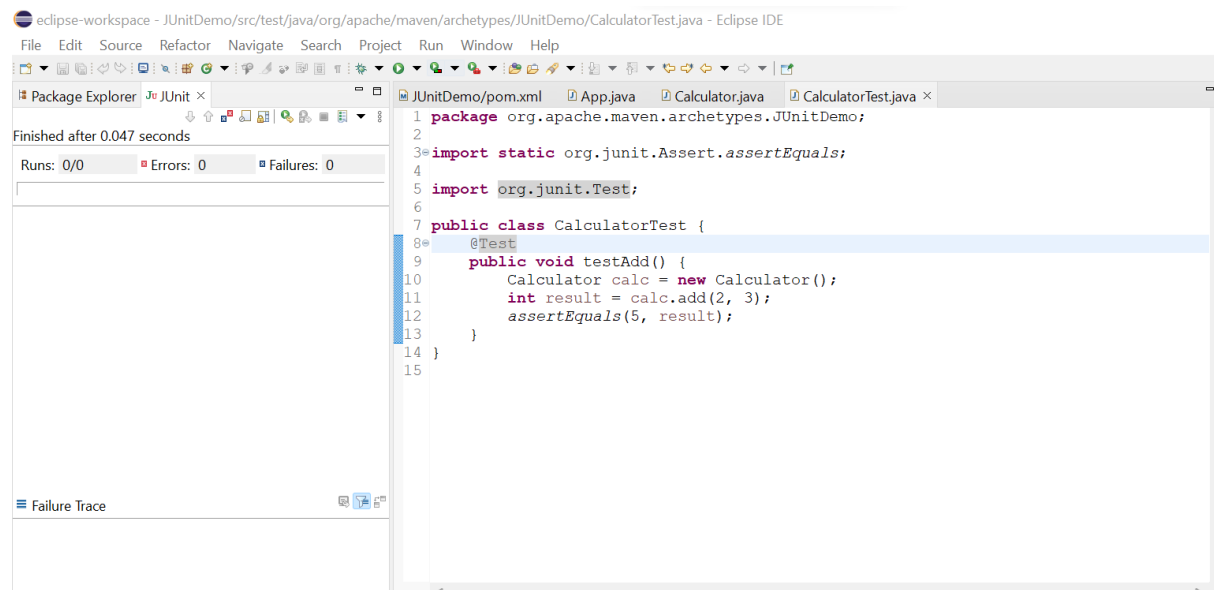 eclipse-workspace - JUnitDemo/src/test/java/org/apache/maven/archetypes/JUnitDemo/CalculatorTest.java - Eclipse IDE
File Edit Source Refactor Navigate Search Project Run Window Help
Package Explorer Ju JUnit ×
JUnitDemo/pom.xml App.java Calculator.java CalculatorTest.java ×
Finished after 0.047 seconds
Runs: 0/0 Errors: 0 Failures: 0
Failure Trace
1 package org.apache.maven.archetypes.JUnitDemo;
2
3 import static org.junit.Assert.assertEquals;
4
5 import org.junit.Test;
6
7 public class CalculatorTest {
8     @Test
9     public void testAdd() {
10         Calculator calc = new Calculator();
11         int result = calc.add(2, 3);
12         assertEquals(5, result);
13     }
14 }
15